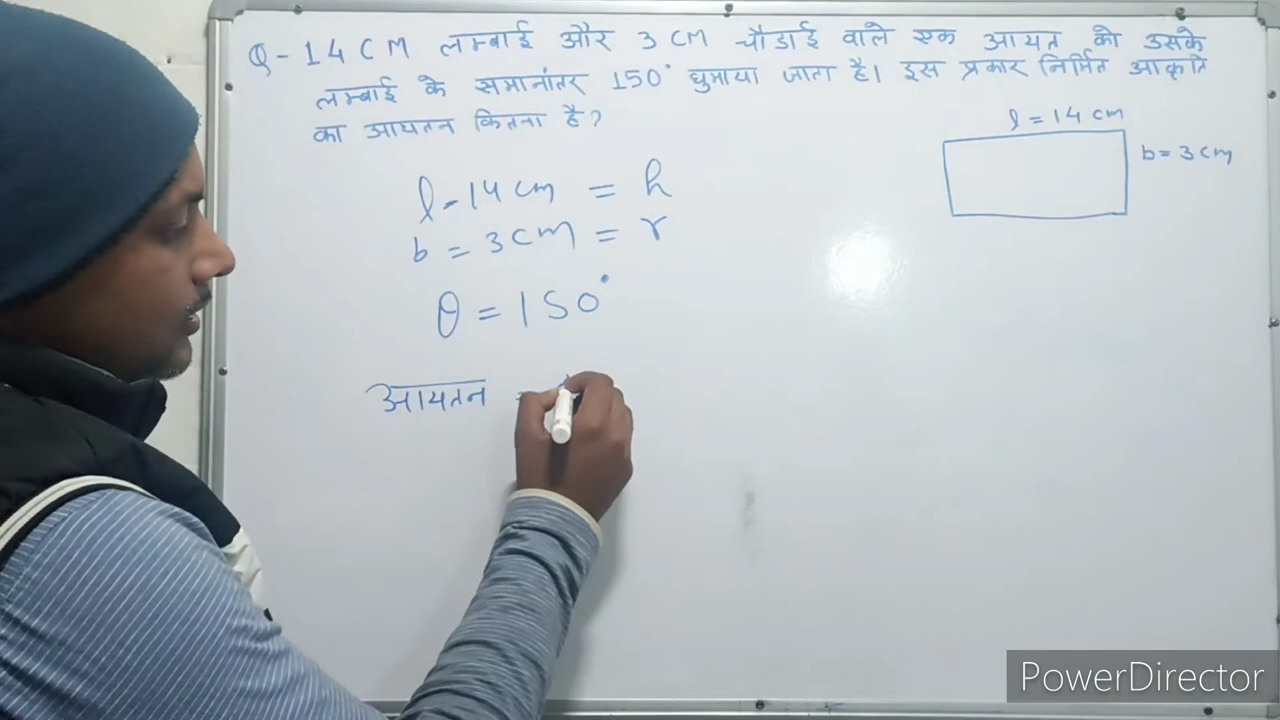 Q - 14 CM लम्बाई और 3 CM चौडाई वाले एक आयत को उसके
लम्बाई के समानांतर 150° घुमाया जाता है। इस प्रकार निर्मित आकृति
का आयतन कितना है?
l = 14 cm
b = 3 cm
l = 14 cm = h
b = 3 cm = r
θ = 150°
आयतन =
PowerDirector